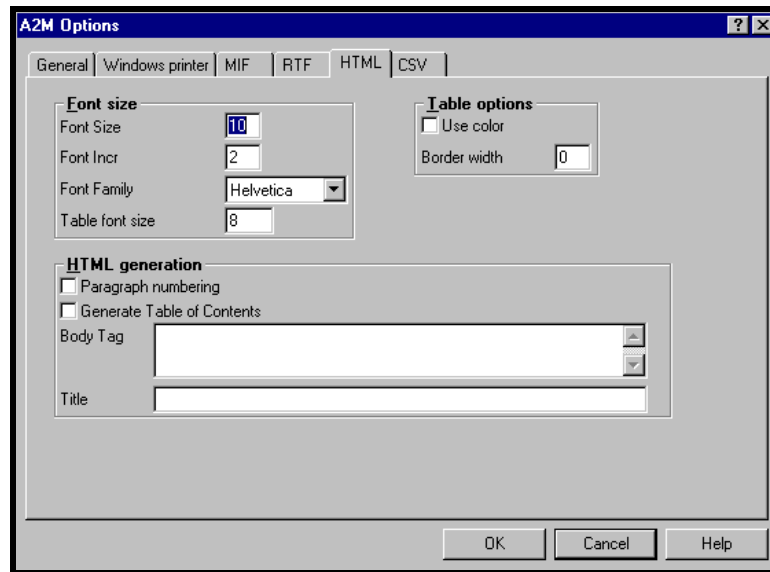 A2M Options
General Windows printer MIF RTF HTML CSV
Font size
Font Size 10
Font Incr 2
Font Family Helvetica
Table font size 8
Table options
Use color
Border width 0
HTML generation
Paragraph numbering
Generate Table of Contents
Body Tag
Title
OK Cancel Help